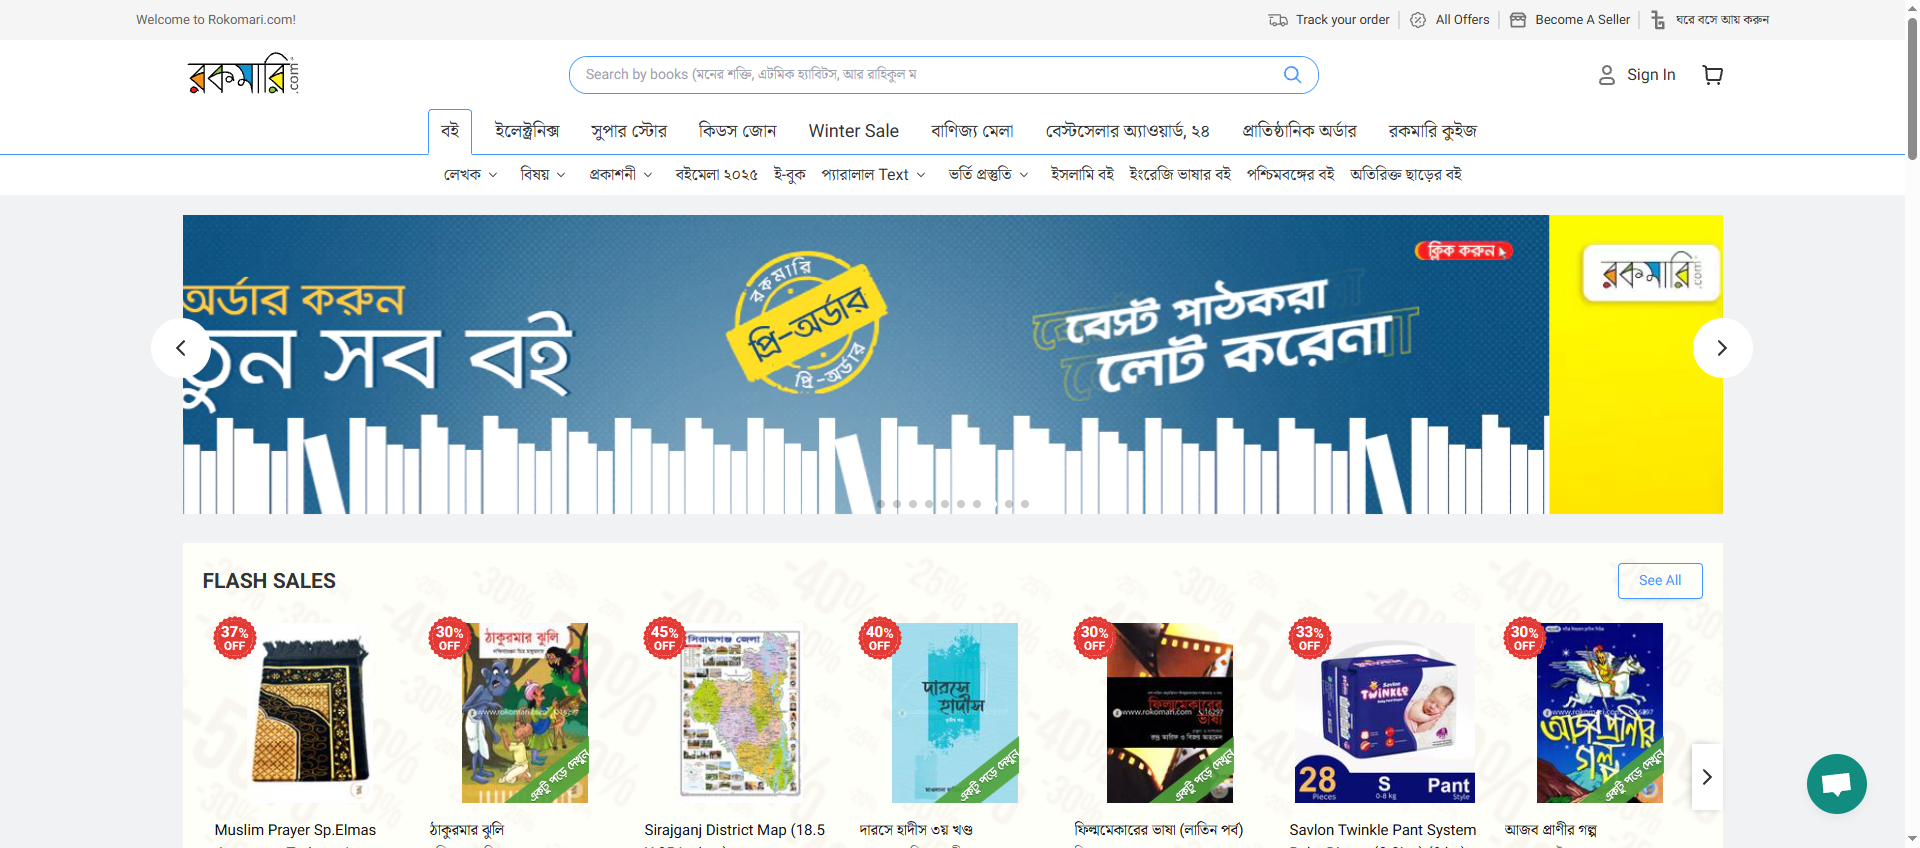 Welcome to Rokomari.com!
Track your order
All Offers
Become A Seller
ঘরে বসে আয় করুন
রকমারি.com
Search by books (মনের শক্তি, এটমিক হ্যাবিটস, আর রাহিকুল ম
Sign In
বই ইলেক্ট্রনিক্স সুপার স্টোর কিডস জোন Winter Sale বাণিজ্য মেলা বেস্টসেলার অ্যাওয়ার্ড, ২৪ প্রাতিষ্ঠানিক অর্ডার রকমারি কুইজ
লেখক বিষয় প্রকাশনী বইমেলা ২০২৫ ই-বুক প্যারালাল Text ভর্তি প্রস্তুতি ইসলামি বই ইংরেজি ভাষার বই পশ্চিমবঙ্গের বই অতিরিক্ত ছাড়ের বই
অর্ডার করুন
তুন সব বই
রকমারি
প্রি-অর্ডার
প্রি-অর্ডার
ক্লিক করুন
বেস্ট পাঠকরা
লেট করেনা
রকমারি.com
FLASH SALES
See All
37% OFF
30% OFF
45% OFF
40% OFF
30% OFF
33% OFF
30% OFF
ঠাকুরমার ঝুলি
একটু পড়ে দেখুন
সিরাজগঞ্জ জেলা
দারসে হাদীস
একটু পড়ে দেখুন
www.rokomari.com 16297
ফিল্মমেকারের ভাষা
একটু পড়ে দেখুন
Savlon
TWINKLE
28 Pieces
S
0-8 kg
Pant Style
আজব প্রাণীর গল্প
একটু পড়ে দেখুন
Muslim Prayer Sp.Elmas
ঠাকুরমার ঝুলি
Sirajganj District Map (18.5
দারসে হাদীস ৩য় খণ্ড
ফিল্মমেকারের ভাষা (লাতিন পর্ব)
Savlon Twinkle Pant System
আজব প্রাণীর গল্প